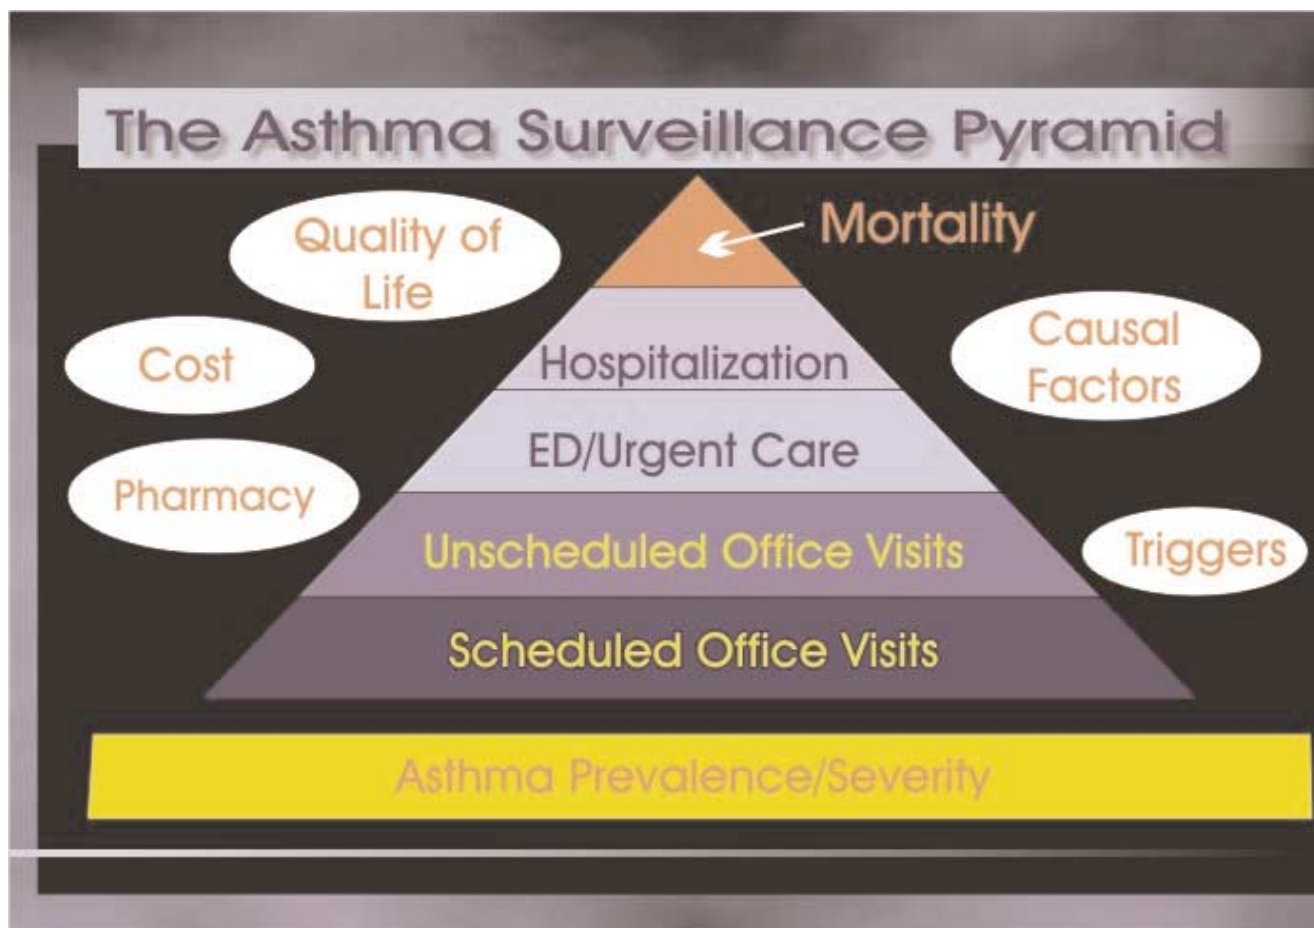 The Asthma Surveillance Pyramid
Quality of
Life
Mortality
Cost
Causal
Factors
Hospitalization
ED/Urgent Care
Pharmacy
Unscheduled Office Visits
Triggers
Scheduled Office Visits
Asthma Prevalence/Severity